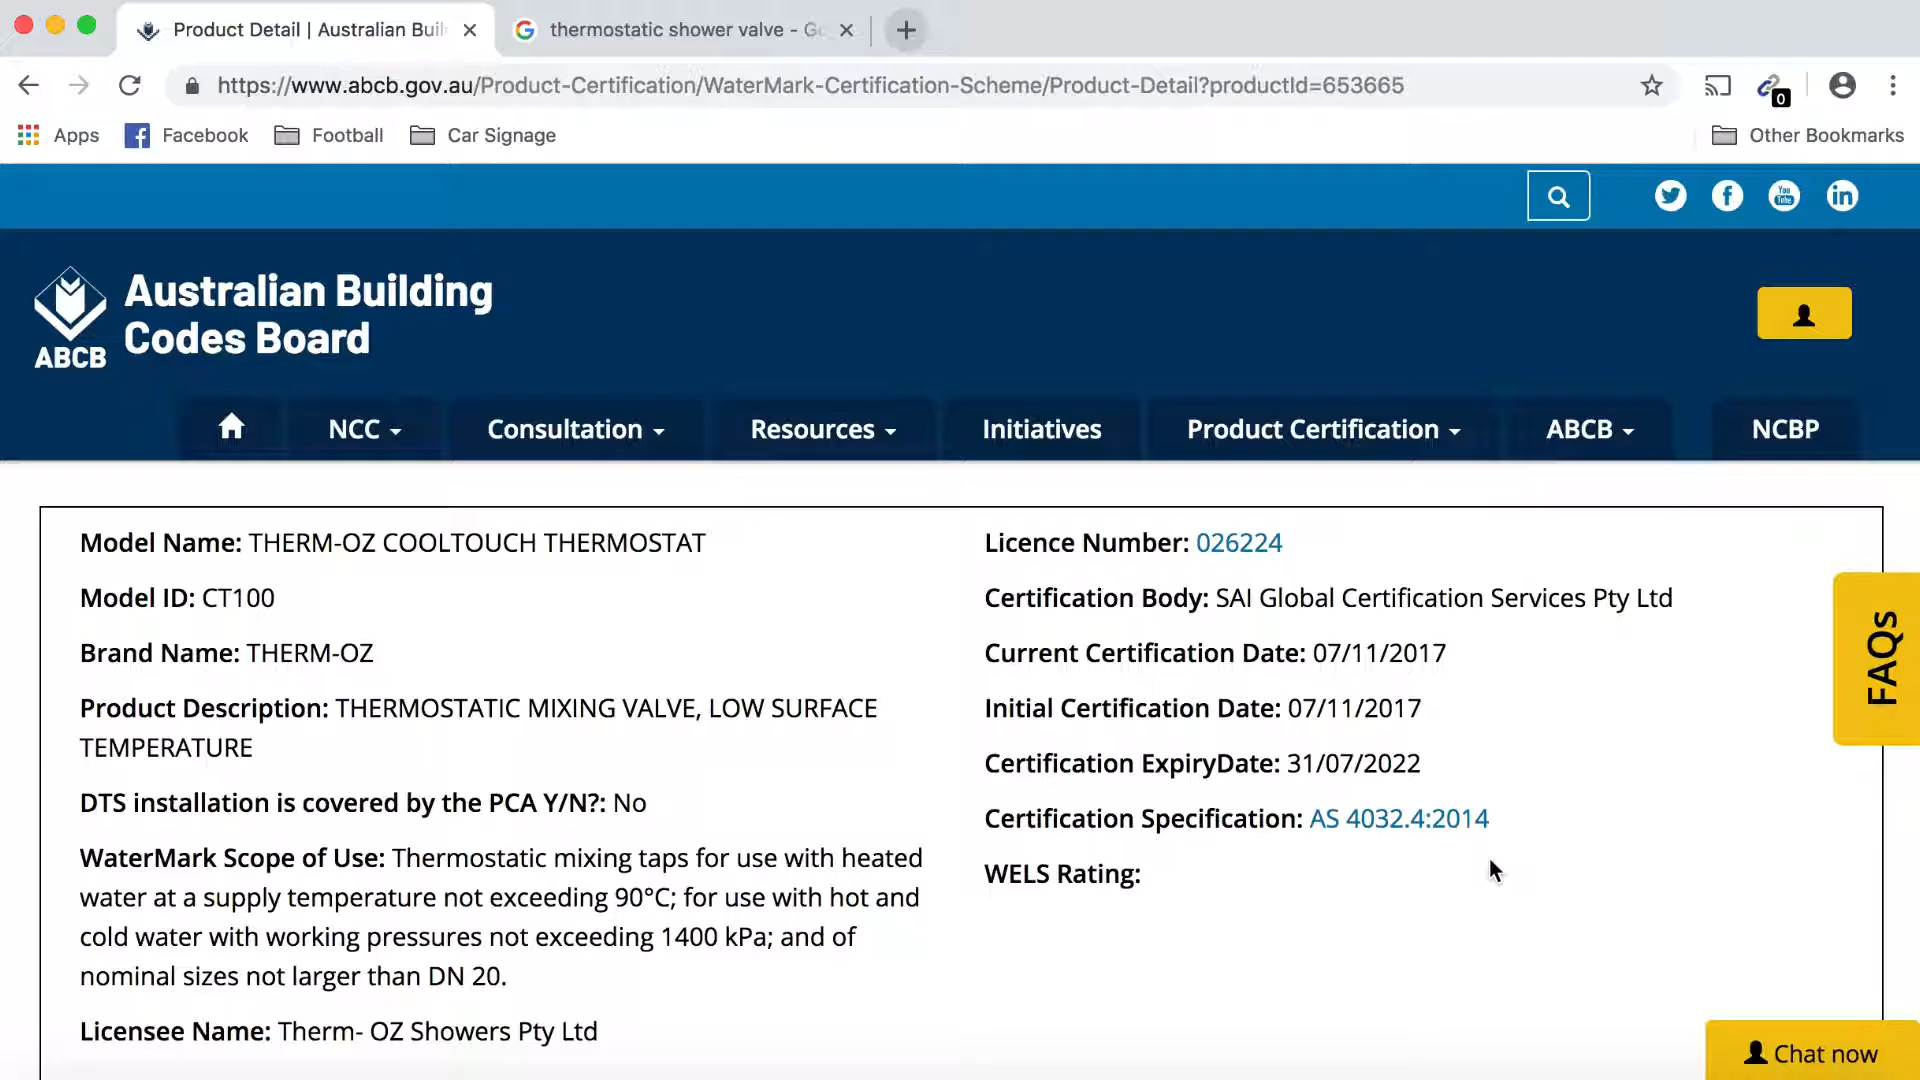 Product Detail | Australian Buil
thermostatic shower valve - Go
https://www.abcb.gov.au/Product-Certification/WaterMark-Certification-Scheme/Product-Detail?productId=653665
0
Apps
Facebook
Football
Car Signage
Other Bookmarks
You
Tube
in
ABCB
Australian Building
Codes Board
NCC
Consultation
Resources
Initiatives
Product Certification
ABCB
NCBP
Model Name: THERM-OZ COOLTOUCH THERMOSTAT
Model ID: CT100
Brand Name: THERM-OZ
Product Description: THERMOSTATIC MIXING VALVE, LOW SURFACE
TEMPERATURE
DTS installation is covered by the PCA Y/N?: No
WaterMark Scope of Use: Thermostatic mixing taps for use with heated
water at a supply temperature not exceeding 90°C; for use with hot and
cold water with working pressures not exceeding 1400 kPa; and of
nominal sizes not larger than DN 20.
Licensee Name: Therm- OZ Showers Pty Ltd
Licence Number: 026224
Certification Body: SAI Global Certification Services Pty Ltd
Current Certification Date: 07/11/2017
Initial Certification Date: 07/11/2017
Certification ExpiryDate: 31/07/2022
Certification Specification: AS 4032.4:2014
WELS Rating:
FAQs
Chat now